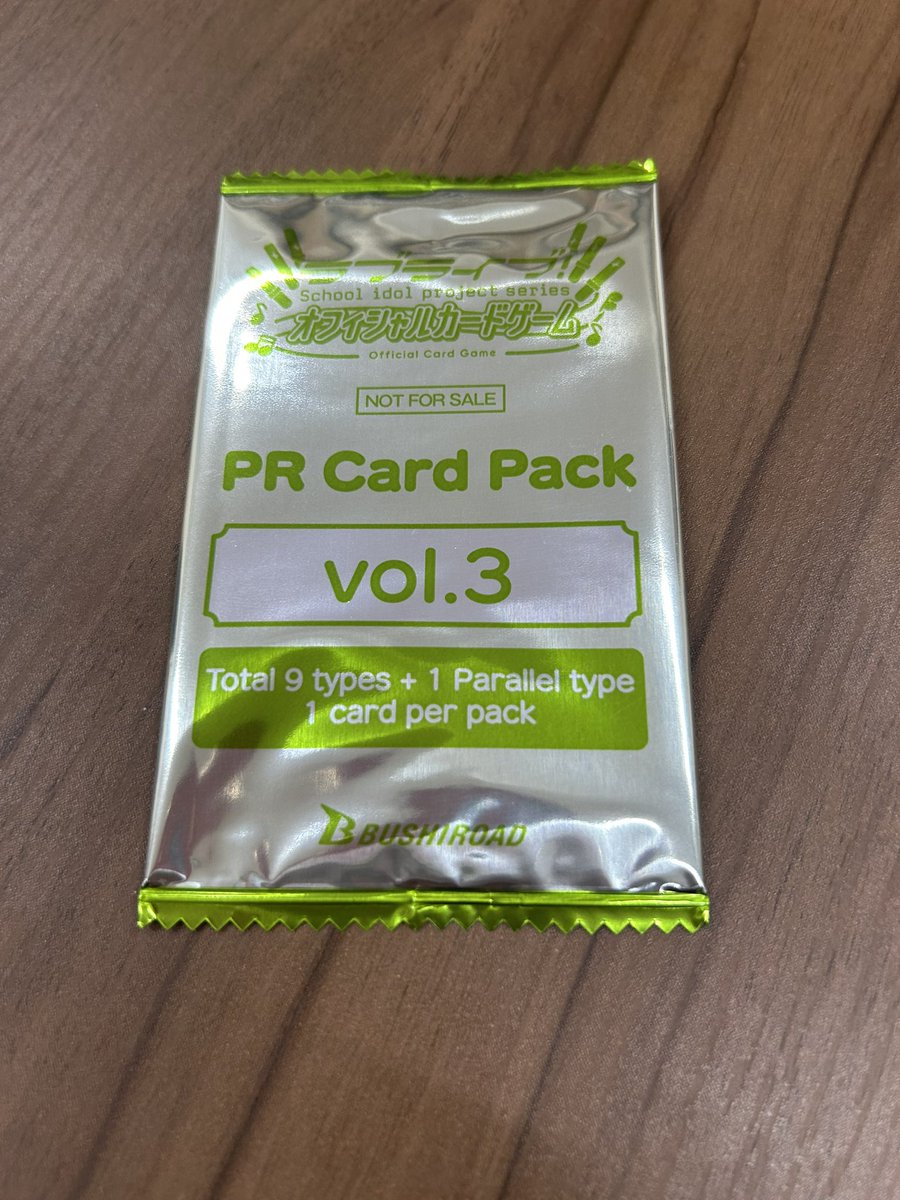 ラブライブ!
School idol project series
オフィシャルカードゲーム
Official Card Game
NOT FOR SALE
PR Card Pack
vol.3
Total 9 types + 1 Parallel type
1 card per pack
BUSHIROAD